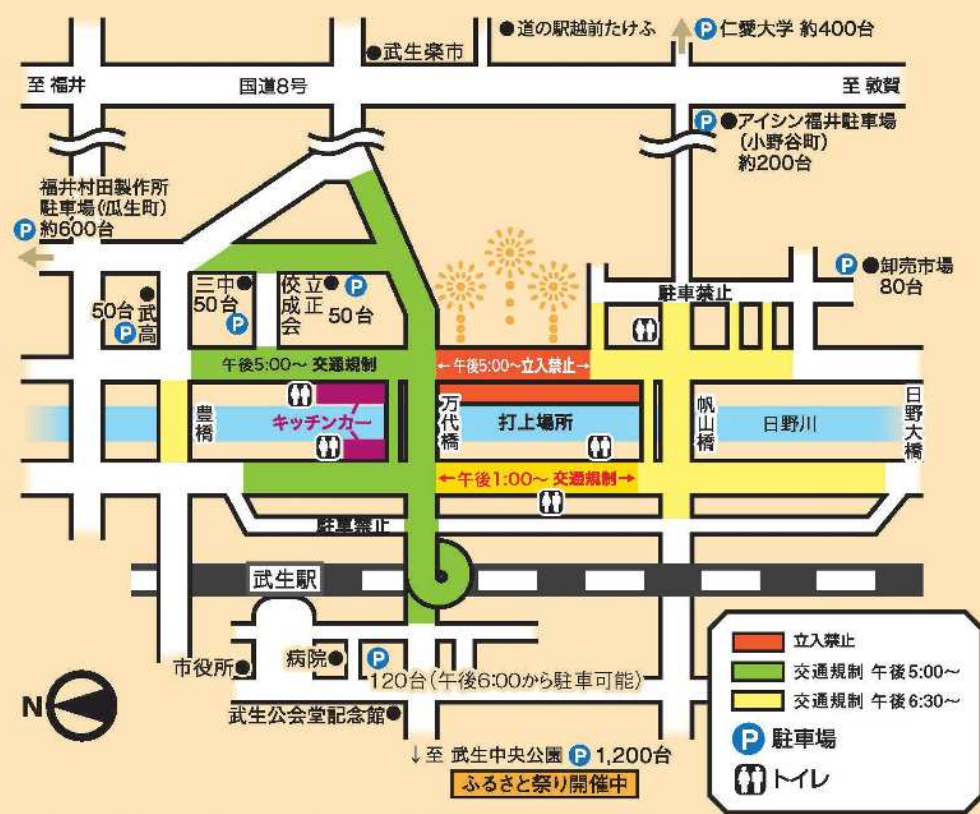 ●道の駅越前たけふ
P 仁愛大学 約400台
●武生楽市
至 福井
国道8号
至 敦賀
P ●アイシン福井駐車場
(小野谷町)
約200台
福井村田製作所
駐車場(瓜生町)
P 約600台
P ●卸売市場
80台
駐車禁止
50台
P
武高
三中
50台
P
立正
佼成会
P
50台
午後5:00〜 交通規制
←午後5:00〜立入禁止→
豊橋
キッチンカー
万代橋
打上場所
帆山橋
日野川
日野大橋
←午後1:00〜 交通規制→
駐車禁止
武生駅
市役所●
病院●
P
120台(午後6:00から駐車可能)
武生公会堂記念館●
N
↓至 武生中央公園 P 1,200台
ふるさと祭り開催中
立入禁止
交通規制 午後5:00〜
交通規制 午後6:30〜
P 駐車場
トイレ